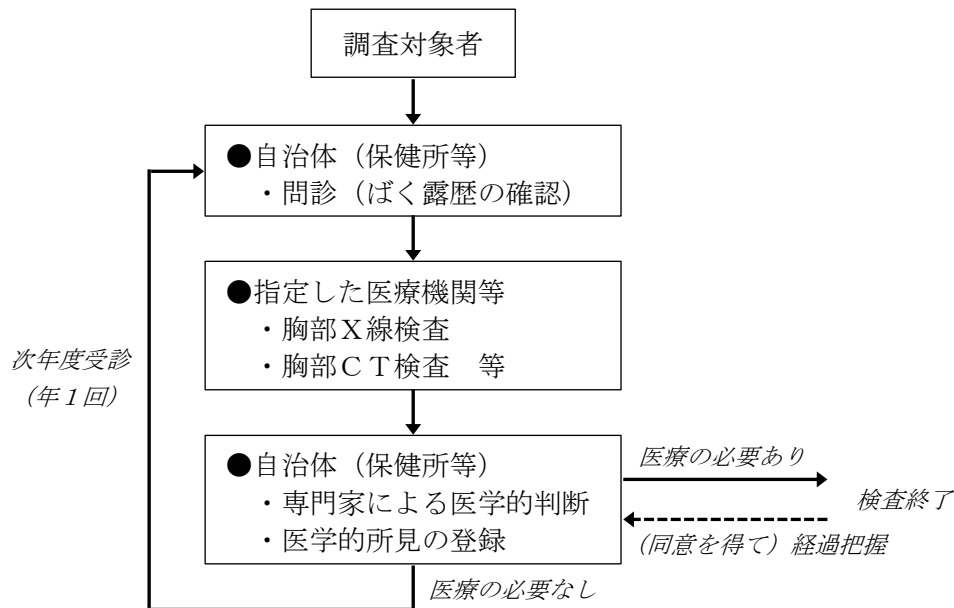 調査対象者
●自治体（保健所等）
・問診（ばく露歴の確認）
●指定した医療機関等
・胸部Ｘ線検査
・胸部ＣＴ検査　等
次年度受診
（年１回）
●自治体（保健所等）
・専門家による医学的判断
・医学的所見の登録
医療の必要あり
検査終了
（同意を得て）経過把握
医療の必要なし